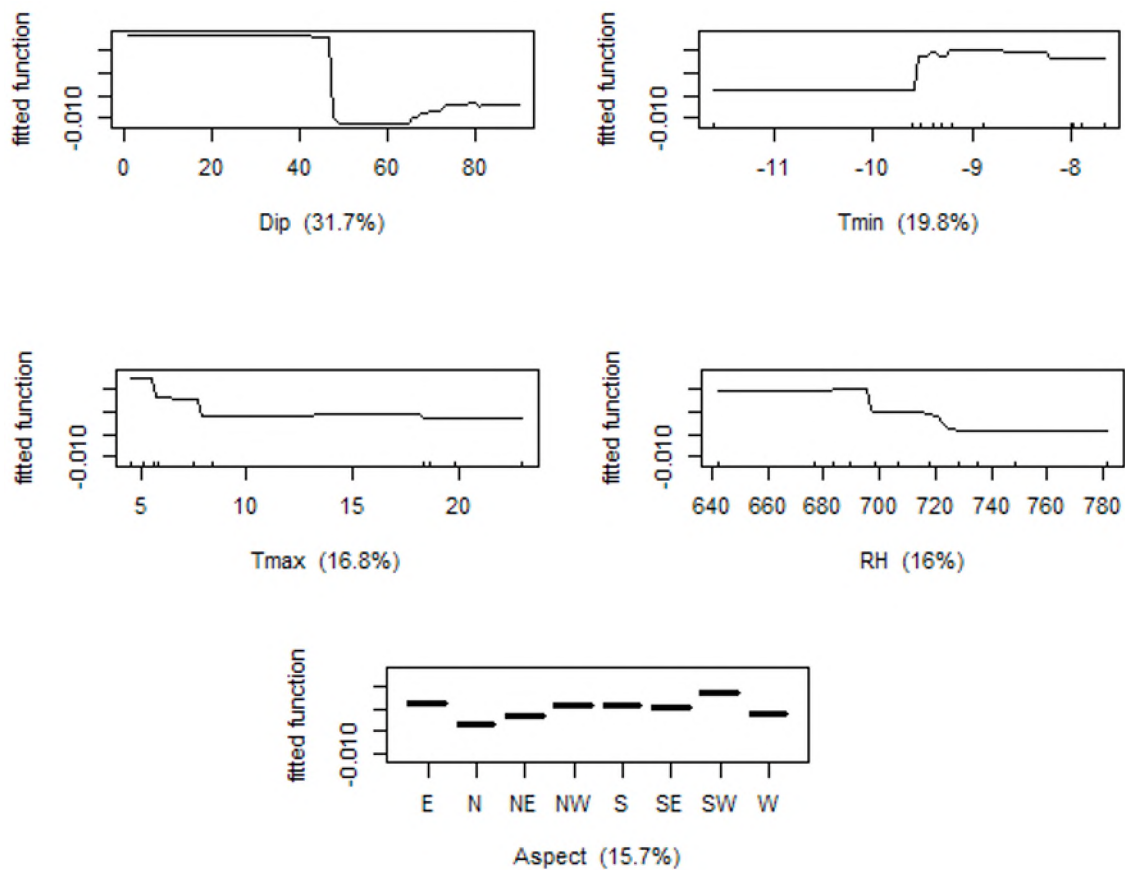 fitted function
-0.010
0 20 40 60 80
Dip (31.7%)
fitted function
-0.010
-11 -10 -9 -8
Tmin (19.8%)
fitted function
-0.010
5 10 15 20
Tmax (16.8%)
fitted function
-0.010
640 660 680 700 720 740 760 780
RH (16%)
fitted function
-0.010
E N NE NW S SE SW W
Aspect (15.7%)